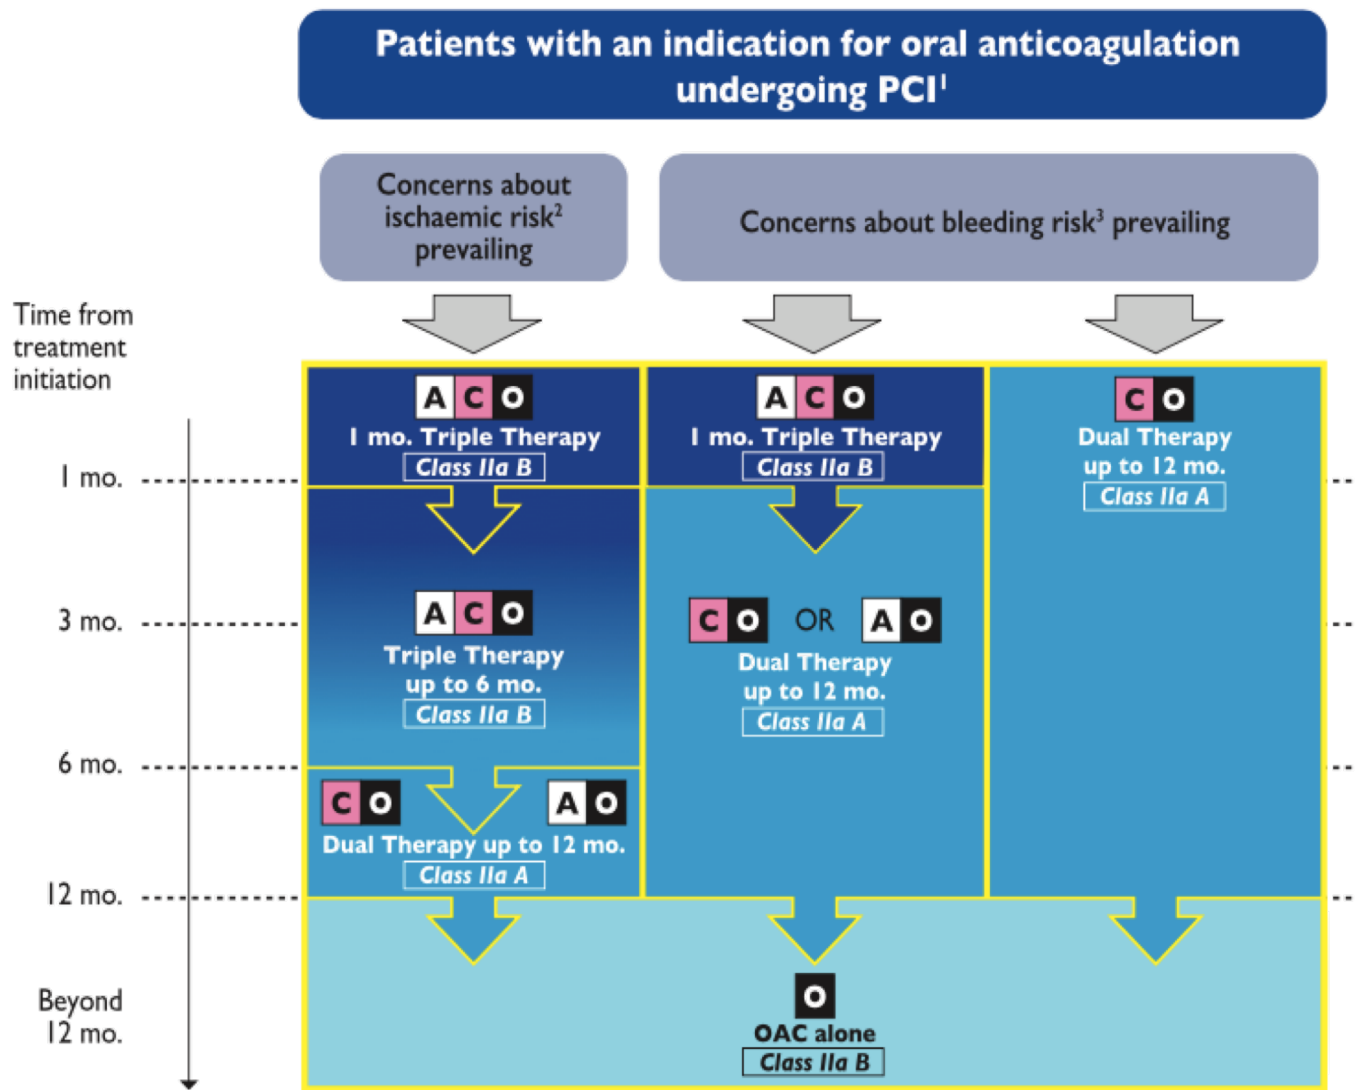 Patients with an indication for oral anticoagulation
undergoing PCI¹
Concerns about
ischaemic risk²
prevailing
Concerns about bleeding risk³ prevailing
Time from
treatment
initiation
A C O
1 mo. Triple Therapy
Class IIa B
A C O
1 mo. Triple Therapy
Class IIa B
C O
Dual Therapy
up to 12 mo.
Class IIa A
1 mo.
A C O
Triple Therapy
up to 6 mo.
Class IIa B
3 mo.
C O OR A O
Dual Therapy
up to 12 mo.
Class IIa A
6 mo.
C O A O
Dual Therapy up to 12 mo.
Class IIa A
12 mo.
Beyond
12 mo.
O
OAC alone
Class IIa B